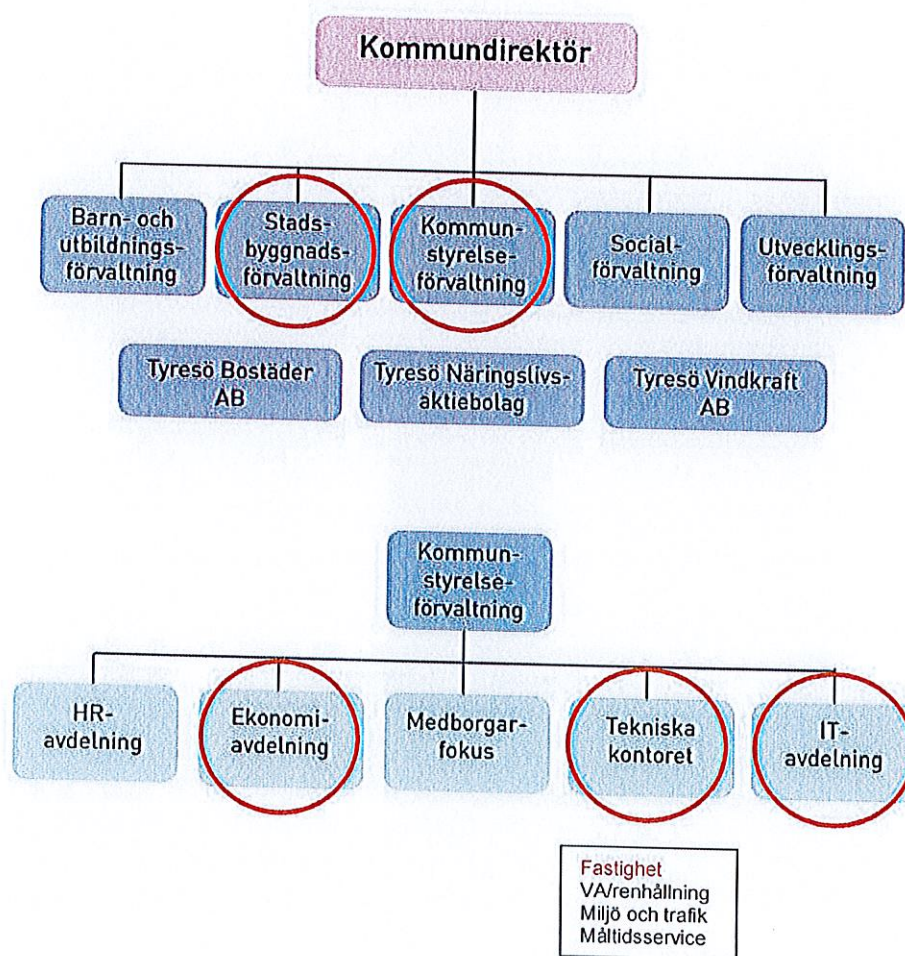 Kommundirektör
Barn- och
utbildnings-
förvaltning
Stads-
byggnads-
förvaltning
Kommun-
styrelse-
förvaltning
Social-
förvaltning
Utvecklings-
förvaltning
Tyresö Bostäder
AB
Tyresö Näringslivs-
aktiebolag
Tyresö Vindkraft
AB
Kommun-
styrelse-
förvaltning
HR-
avdelning
Ekonomi-
avdelning
Medborgar-
fokus
Tekniska
kontoret
IT-
avdelning
Fastighet
VA/renhållning
Miljö och trafik
Måltidsservice